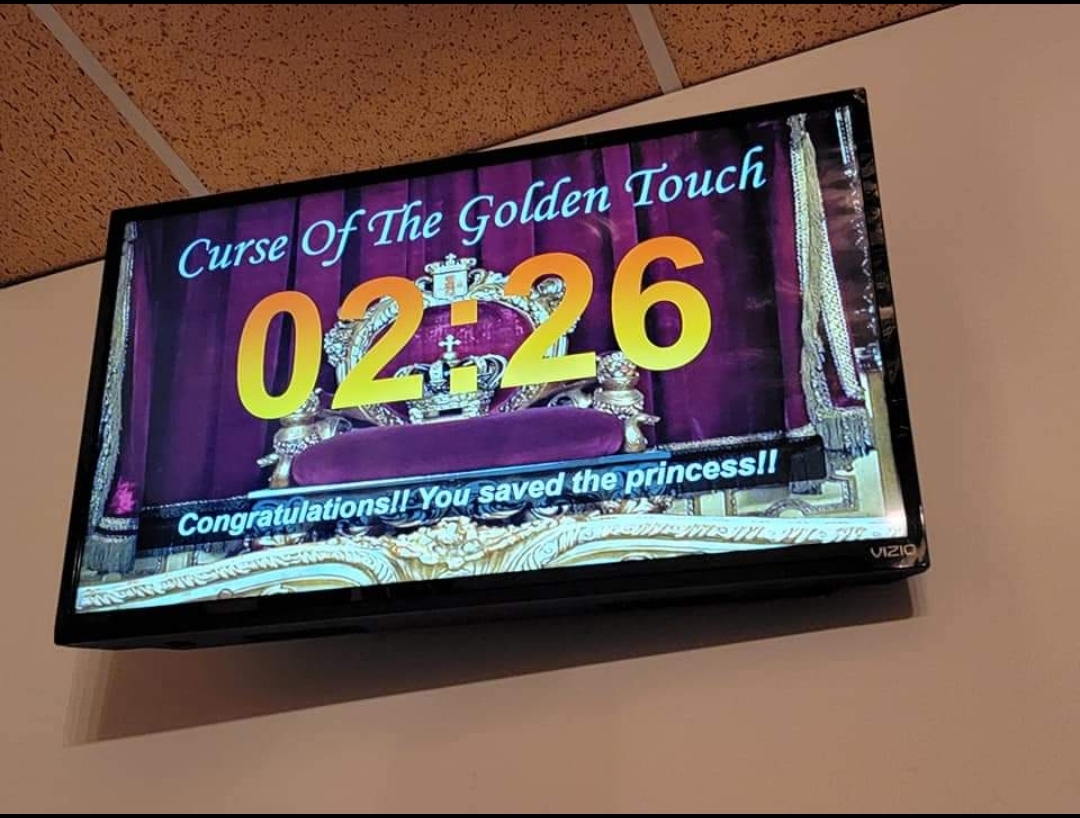 Curse Of The Golden Touch
02:26
Congratulations!! You saved the princess!!
VIZIO